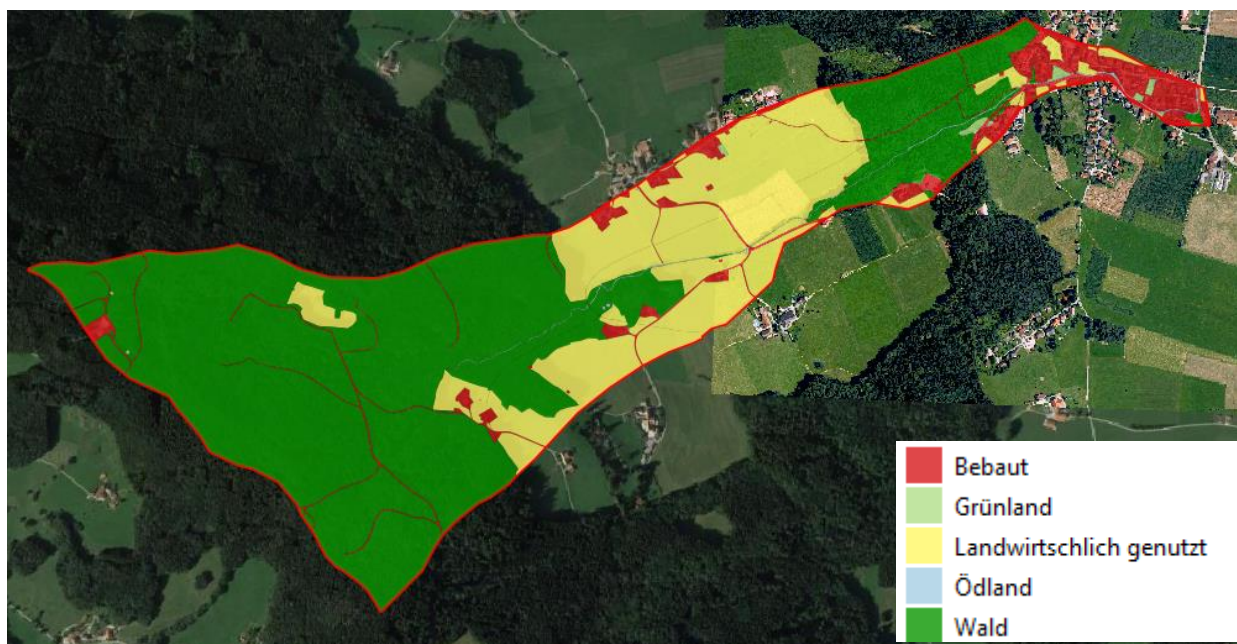 Bebaut
Grünland
Landwirtschlich genutzt
Ödland
Wald